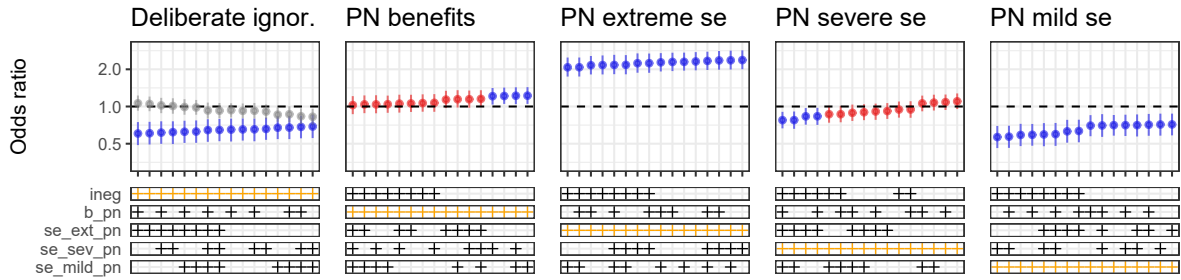 Deliberate ignor. PN benefits PN extreme se PN severe se PN mild se
Odds ratio
2.0
1.0
0.5
ineg
b_pn
se_ext_pn
se_sev_pn
se_mild_pn